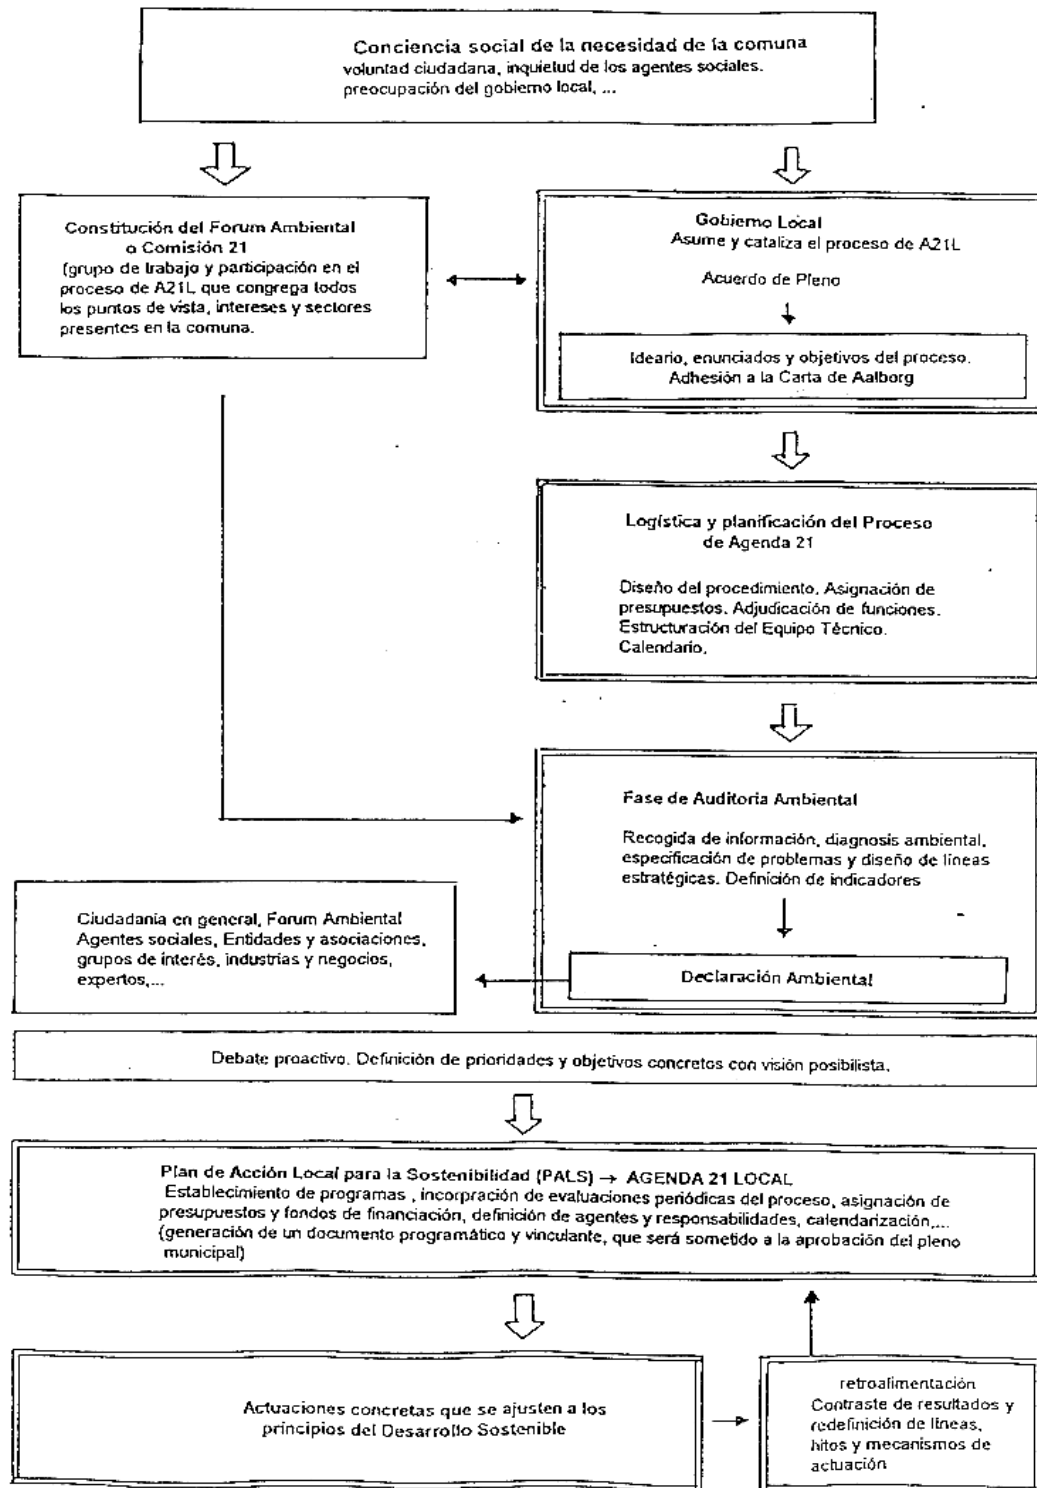 Conciencia social de la necesidad de la comuna
voluntad ciudadana, inquietud de los agentes sociales.
preocupación del gobierno local, ...
Constitución del Forum Ambiental
o Comisión 21
(grupo de trabajo y participación en el
proceso de A21L que congrega todos
los puntos de vista, intereses y sectores
presentes en la comuna.
Gobierno Local
Asume y cataliza el proceso de A21L
Acuerdo de Pleno
Ideario, enunciados y objetivos del proceso.
Adhesión a la Carta de Aalborg
Logística y planificación del Proceso
de Agenda 21
Diseño del procedimiento. Asignación de
presupuestos. Adjudicación de funciones.
Estructuración del Equipo Técnico.
Calendario.
Fase de Auditoria Ambiental
Recogida de información, diagnosis ambiental,
especificación de problemas y diseño de líneas
estratégicas. Definición de indicadores
Declaración Ambiental
Ciudadanía en general, Forum Ambiental
Agentes sociales, Entidades y asociaciones,
grupos de interés, industrias y negocios,
expertos,...
Debate proactivo. Definición de prioridades y objetivos concretos con visión posibilista.
Plan de Acción Local para la Sostenibilidad (PALS) → AGENDA 21 LOCAL
Establecimiento de programas , incorpración de evaluaciones periódicas del proceso, asignación de
presupuestos y fondos de financiación, definición de agentes y responsabilidades, calendarización,...
(generación de un documento programático y vinculante, que será sometido a la aprobación del pleno
municipal)
Actuaciones concretas que se ajusten a los
principios del Desarrollo Sostenible
retroalimentación
Contraste de resultados y
redefinición de líneas,
hitos y mecanismos de
actuación